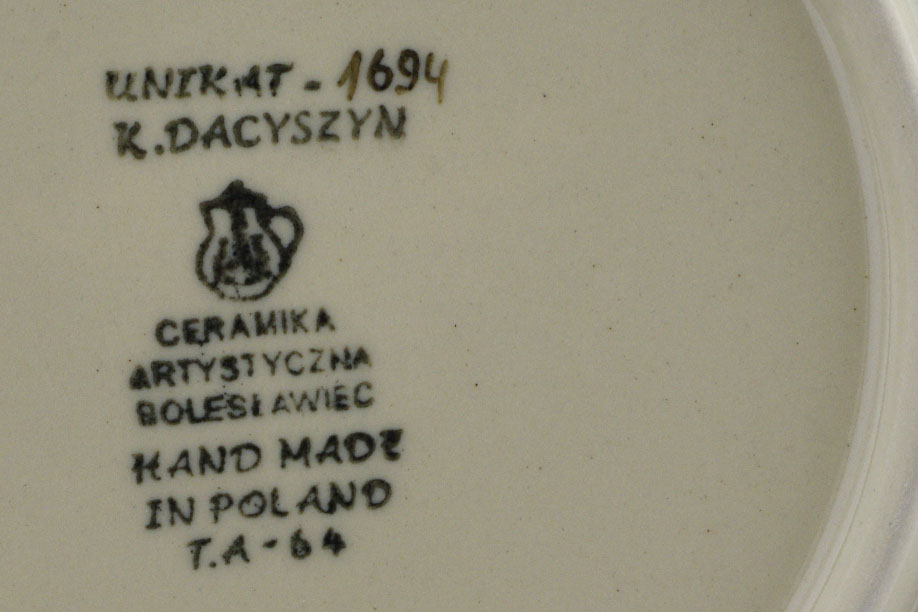 UNIKAT - 1694
K.DACYSZYN
CERAMIKA
ARTYSTYCZNA
BOLESŁAWIEC
HAND MADE
IN POLAND
T.A - 64